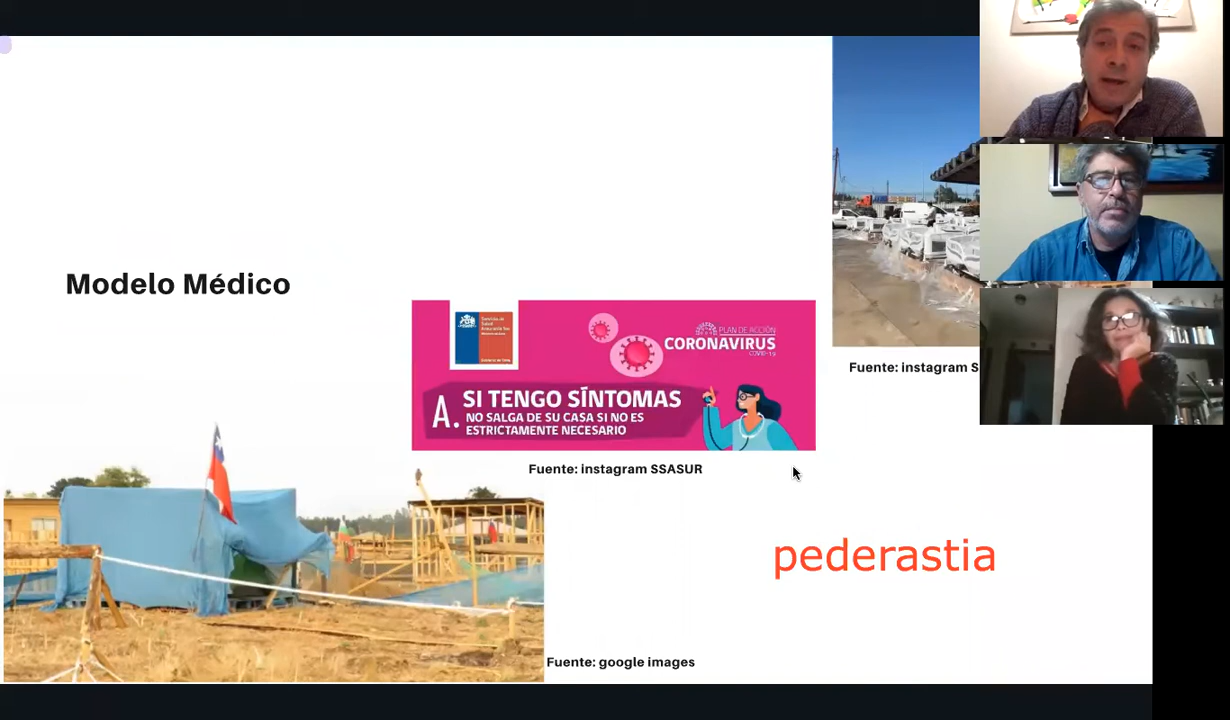 Modelo Médico
PLAN DE ACCIÓN
CORONAVIRUS
COVID-19
A. SI TENGO SÍNTOMAS
NO SALGA DE SU CASA SI NO ES
ESTRICTAMENTE NECESARIO
Fuente: instagram S
Fuente: instagram SSASUR
pederastia
Fuente: google images